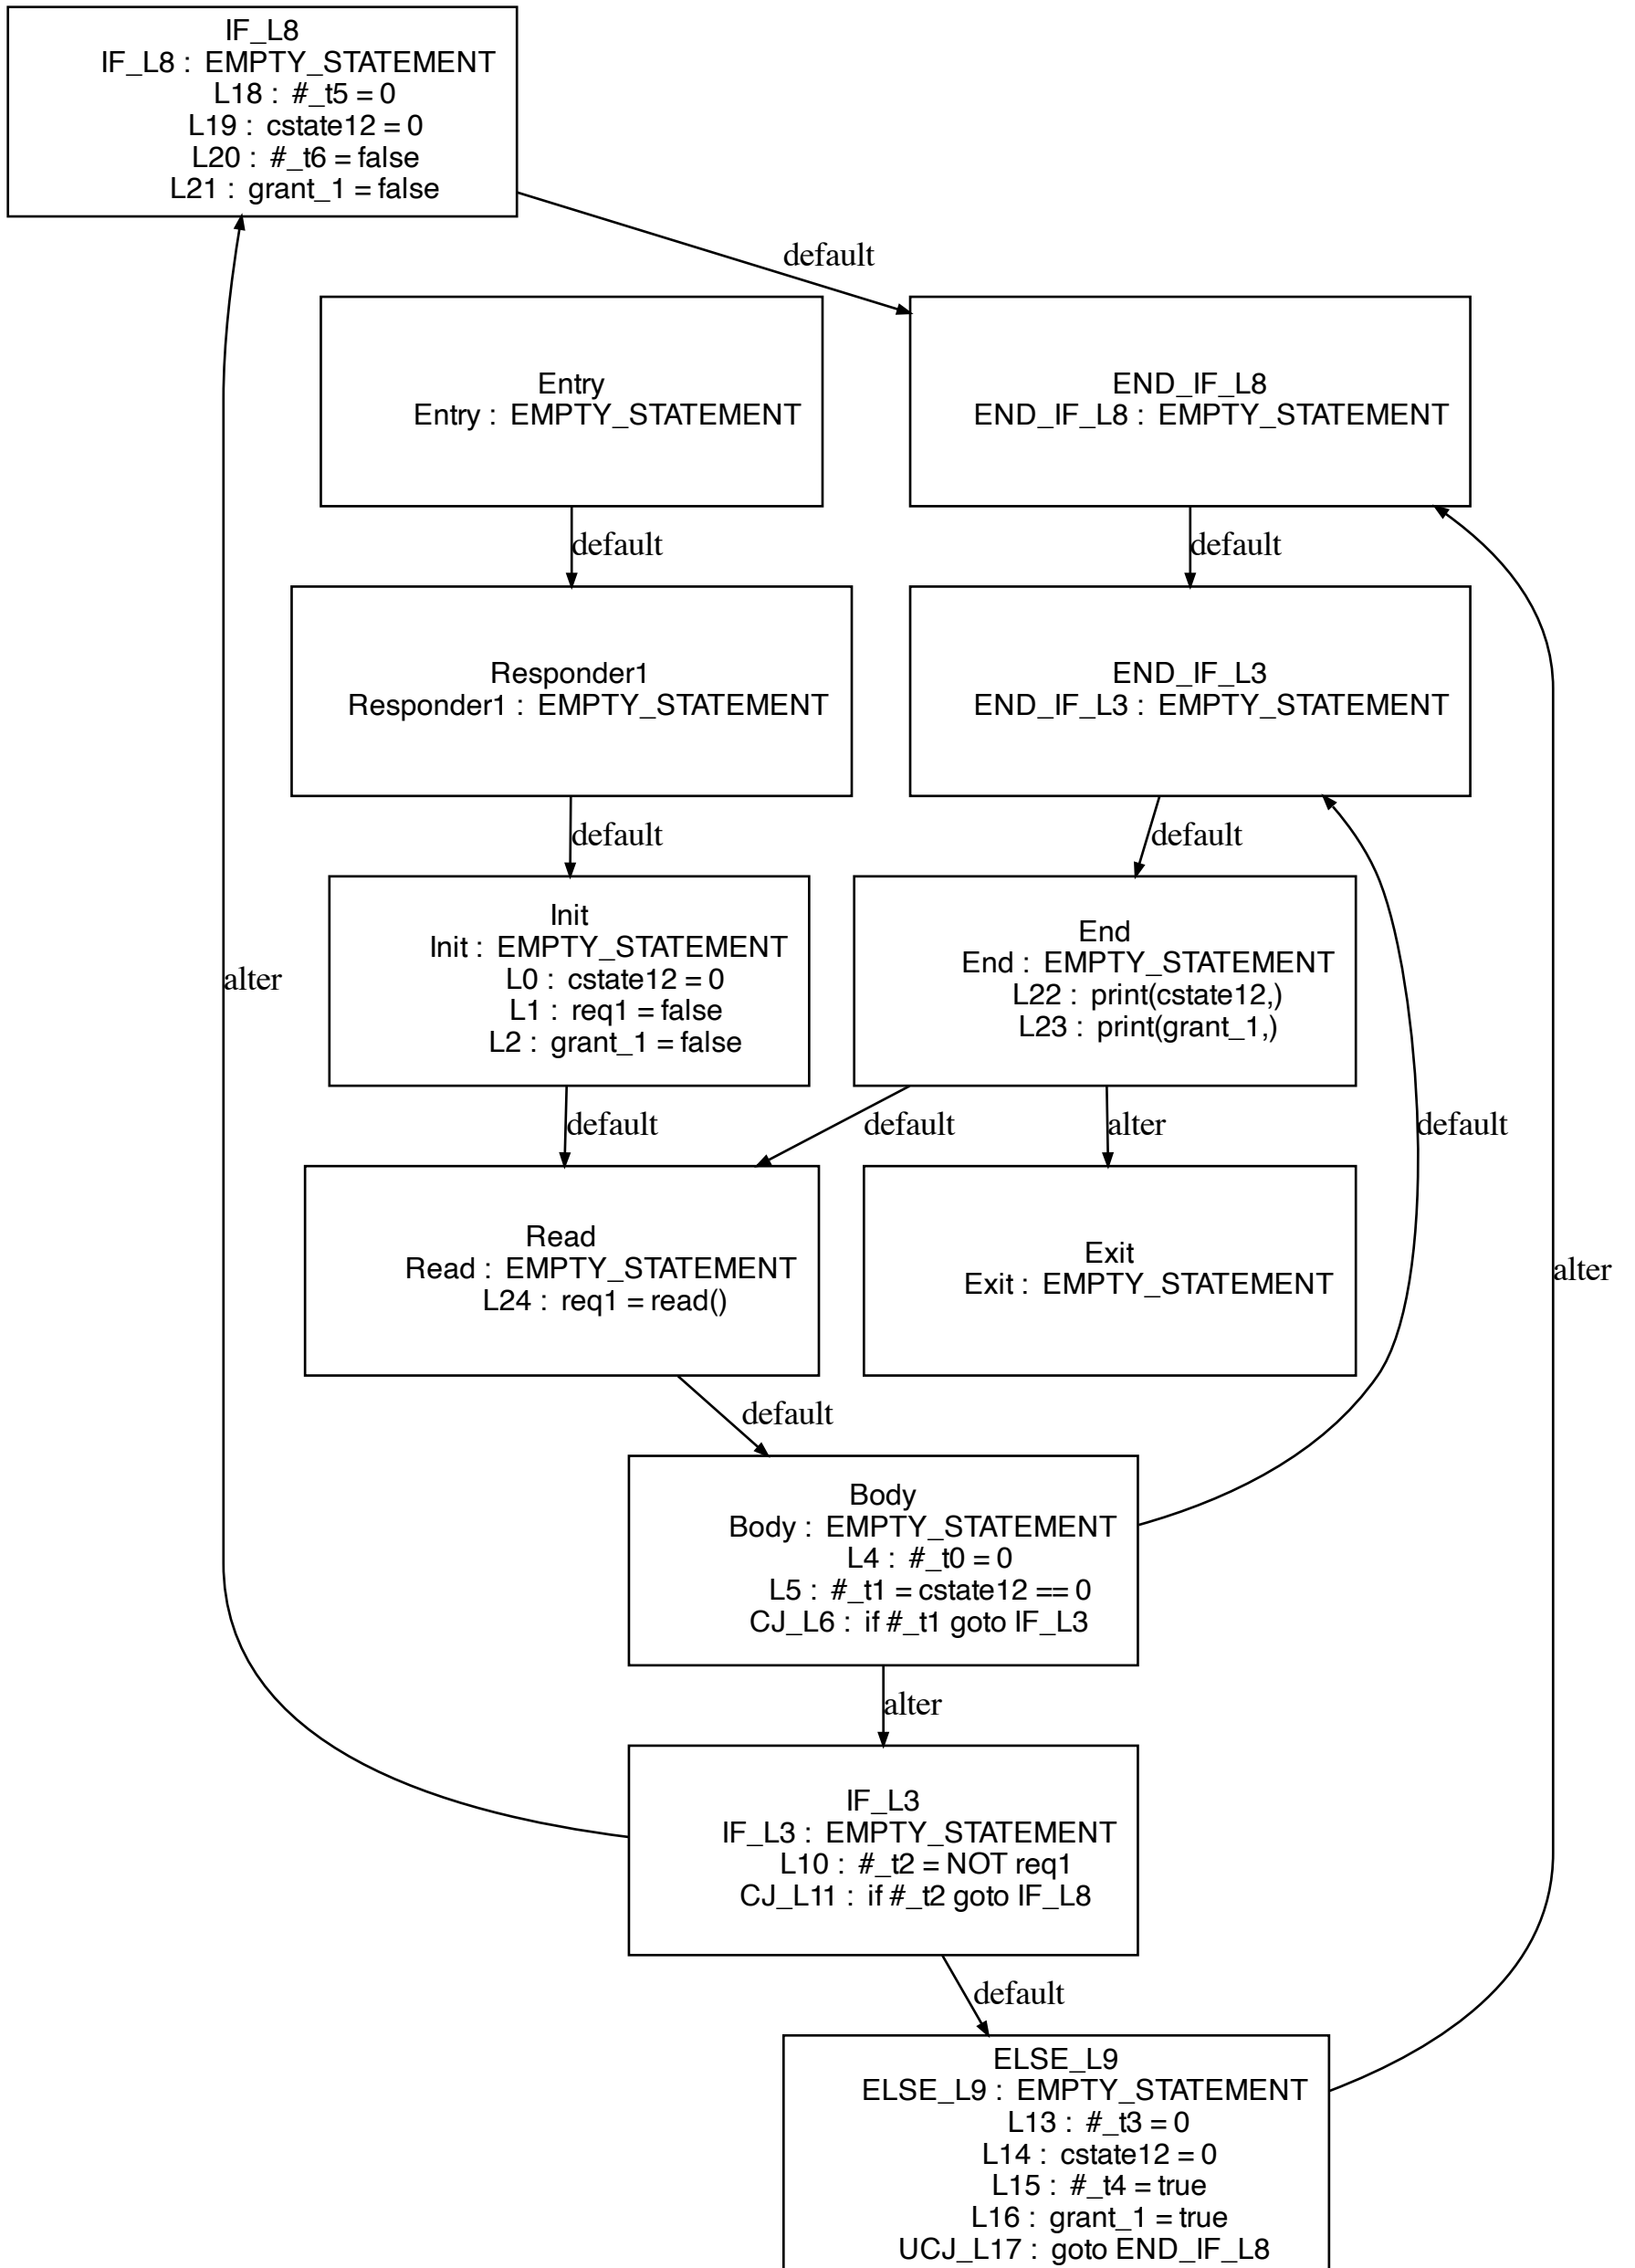 IF_L8
IF_L8 : EMPTY_STATEMENT
L18 : #_t5 = 0
L19 : cstate12 = 0
L20 : #_t6 = false
L21 : grant_1 = false
default
Entry
Entry : EMPTY_STATEMENT
END_IF_L8
END_IF_L8 : EMPTY_STATEMENT
default
default
Responder1
Responder1 : EMPTY_STATEMENT
END_IF_L3
END_IF_L3 : EMPTY_STATEMENT
default
default
Init
Init : EMPTY_STATEMENT
L0 : cstate12 = 0
L1 : req1 = false
L2 : grant_1 = false
End
End : EMPTY_STATEMENT
L22 : print(cstate12,)
L23 : print(grant_1,)
alter
default
default
alter
default
Read
Read : EMPTY_STATEMENT
L24 : req1 = read()
Exit
Exit : EMPTY_STATEMENT
alter
default
Body
Body : EMPTY_STATEMENT
L4 : #_t0 = 0
L5 : #_t1 = cstate12 == 0
CJ_L6 : if #_t1 goto IF_L3
alter
IF_L3
IF_L3 : EMPTY_STATEMENT
L10 : #_t2 = NOT req1
CJ_L11 : if #_t2 goto IF_L8
default
ELSE_L9
ELSE_L9 : EMPTY_STATEMENT
L13 : #_t3 = 0
L14 : cstate12 = 0
L15 : #_t4 = true
L16 : grant_1 = true
UCJ_L17 : goto END_IF_L8